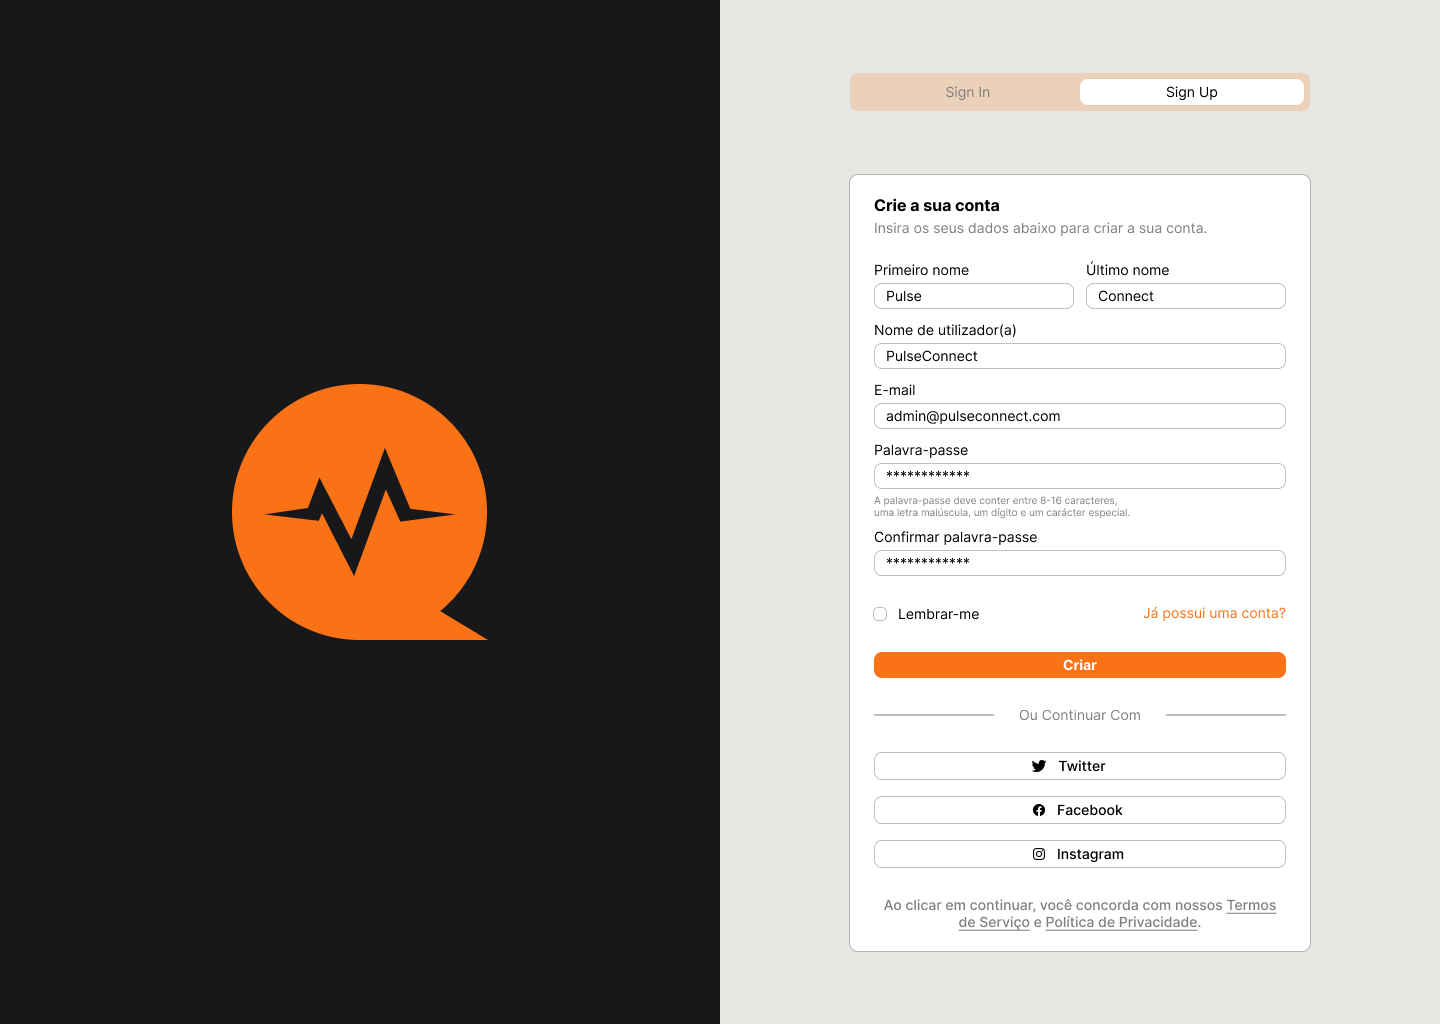 Sign In
Sign Up
Crie a sua conta
Insira os seus dados abaixo para criar a sua conta.
Primeiro nome
Último nome
Pulse
Connect
Nome de utilizador(a)
PulseConnect
E-mail
admin@pulseconnect.com
Palavra-passe
************
A palavra-passe deve conter entre 8-16 caracteres,
uma letra maiúscula, um dígito e um carácter especial.
Confirmar palavra-passe
************
Lembrar-me
Já possui uma conta?
Criar
Ou Continuar Com
Twitter
Facebook
Instagram
Ao clicar em continuar, você concorda com nossos Termos
de Serviço e Política de Privacidade.